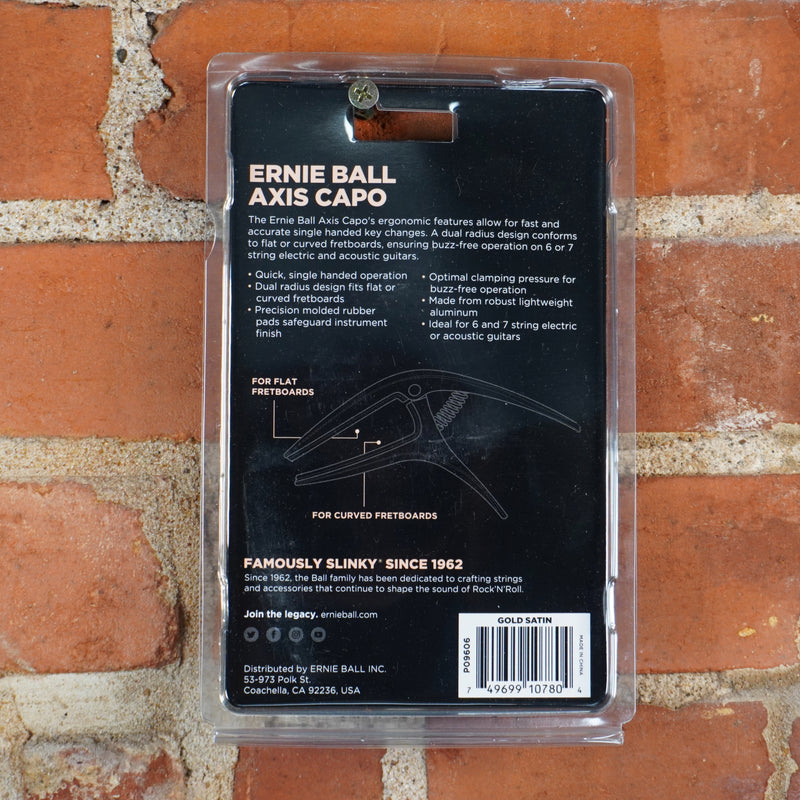 ERNIE BALL
AXIS CAPO
The Ernie Ball Axis Capo's ergonomic features allow for fast and
accurate single handed key changes. A dual radius design conforms
to flat or curved fretboards, ensuring buzz-free operation on 6 or 7
string electric and acoustic guitars.
• Quick, single handed operation
• Dual radius design fits flat or
curved fretboards
• Precision molded rubber
pads safeguard instrument
finish
• Optimal clamping pressure for
buzz-free operation
• Made from robust lightweight
aluminum
• Ideal for 6 and 7 string electric
or acoustic guitars
FOR FLAT
FRETBOARDS
FOR CURVED FRETBOARDS
FAMOUSLY SLINKY® SINCE 1962
Since 1962, the Ball family has been dedicated to crafting strings
and accessories that continue to shape the sound of Rock'N'Roll.
Join the legacy. ernieball.com
Distributed by ERNIE BALL INC.
53-973 Polk St.
Coachella, CA 92236, USA
GOLD SATIN
P09606
MADE IN CHINA
7 49699 10780 4